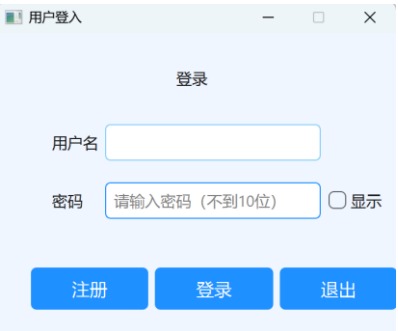 用户登入
登录
用户名
密码 请输入密码（不到10位） 显示
注册 登录 退出